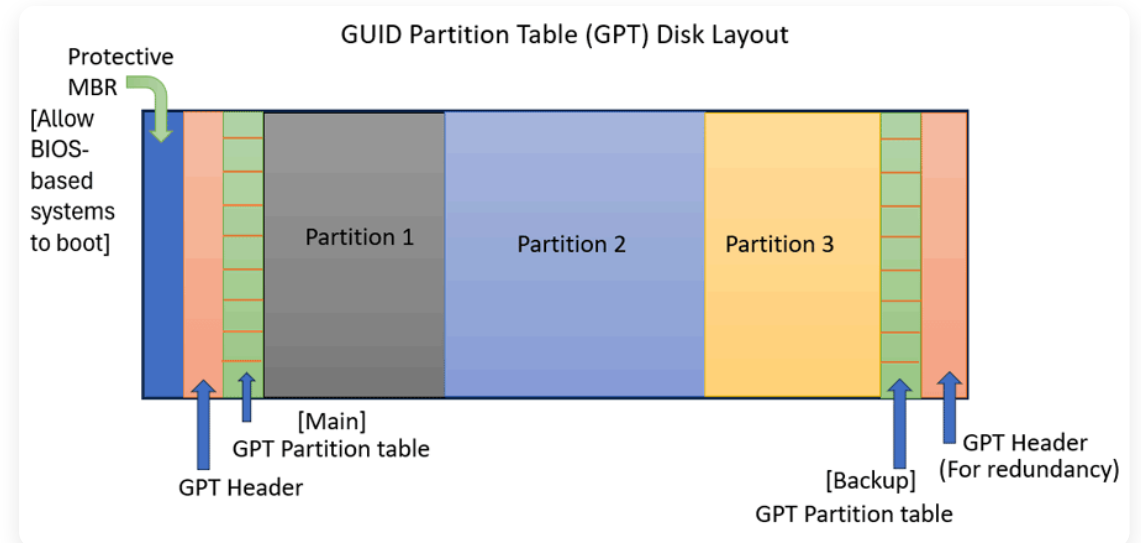 GUID Partition Table (GPT) Disk Layout
Protective
MBR
[Allow
BIOS-
based
systems
to boot]
Partition 1
Partition 2
Partition 3
[Main]
GPT Partition table
GPT Header
GPT Header
(For redundancy)
[Backup]
GPT Partition table